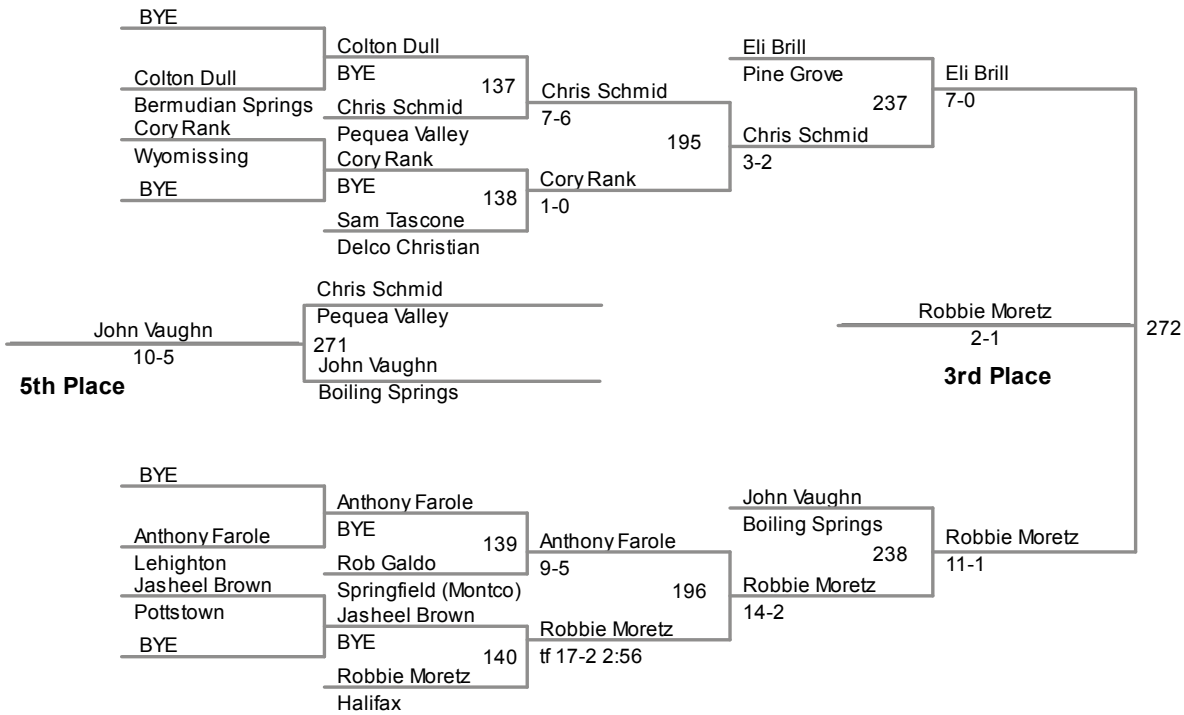 BYE
Colton Dull
Bermudian Springs
Cory Rank
Wyomissing
BYE
Colton Dull
BYE
137
Chris Schmid
Pequea Valley
Cory Rank
BYE
138
Sam Tascone
Delco Christian
Chris Schmid
7-6
195
Cory Rank
1-0
Eli Brill
Pine Grove
237
Chris Schmid
3-2
Eli Brill
7-0
Chris Schmid
Pequea Valley
271
John Vaughn
Boiling Springs
John Vaughn
10-5
5th Place
Robbie Moretz
2-1
272
3rd Place
BYE
Anthony Farole
Lehighton
Jasheel Brown
Pottstown
BYE
Anthony Farole
BYE
139
Rob Galdo
Springfield (Montco)
Jasheel Brown
BYE
140
Robbie Moretz
Halifax
Anthony Farole
9-5
196
Robbie Moretz
tf 17-2 2:56
John Vaughn
Boiling Springs
238
Robbie Moretz
14-2
Robbie Moretz
11-1